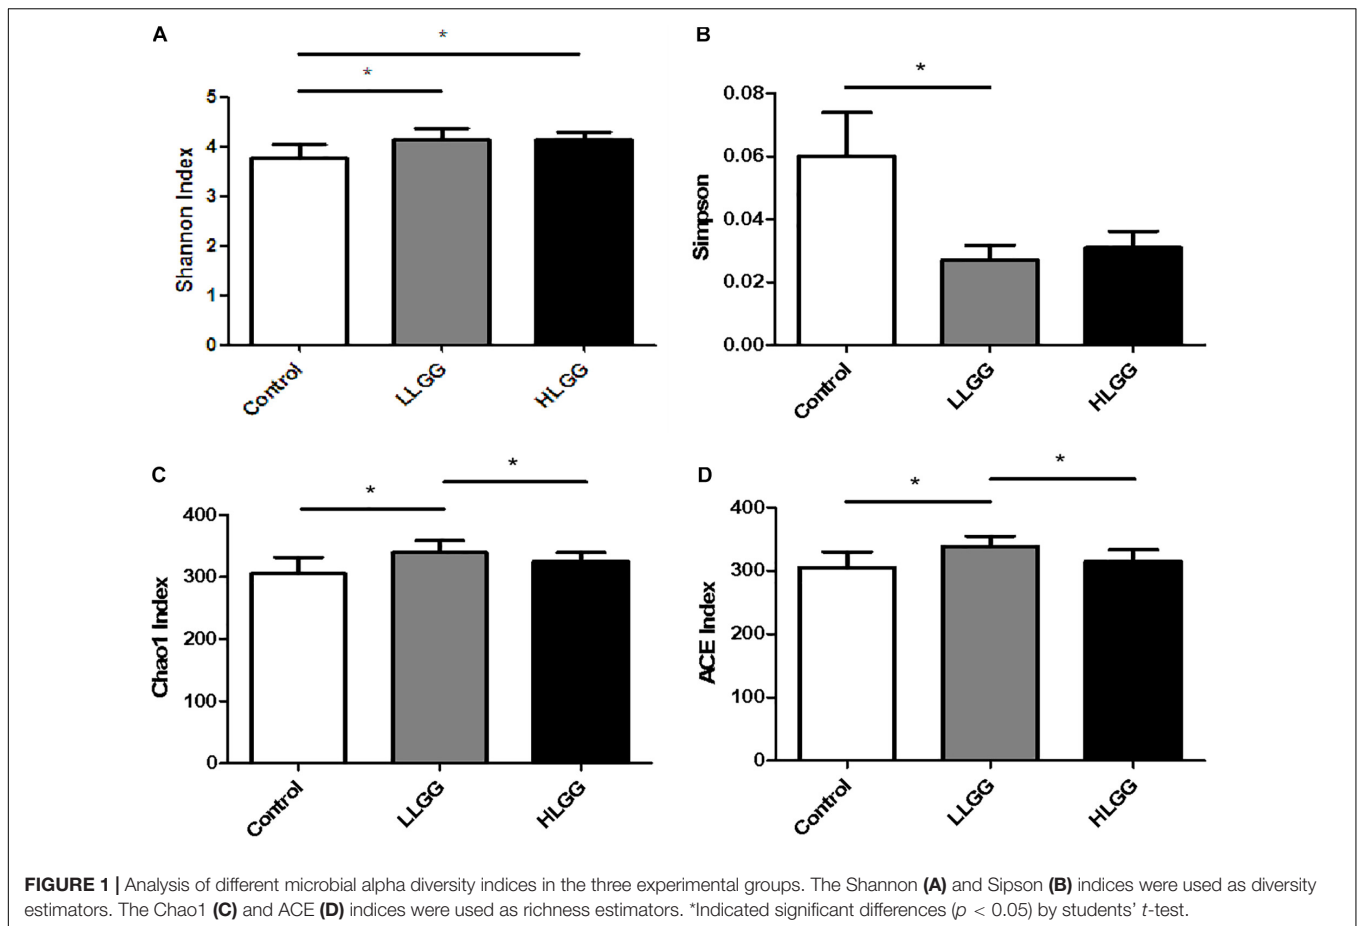 A
*
*
5
4
3
2
1
0
Shannon Index
Control
LLGG
HLGG
B
*
0.08
0.06
0.04
0.02
0.00
Simpson
Control
LLGG
HLGG
C
*
*
400
300
200
100
0
Chao1 Index
Control
LLGG
HLGG
D
*
*
400
300
200
100
0
ACE Index
Control
LLGG
HLGG
FIGURE 1 | Analysis of different microbial alpha diversity indices in the three experimental groups. The Shannon (A) and Sipson (B) indices were used as diversity
estimators. The Chao1 (C) and ACE (D) indices were used as richness estimators. *Indicated significant differences (p < 0.05) by students' t-test.